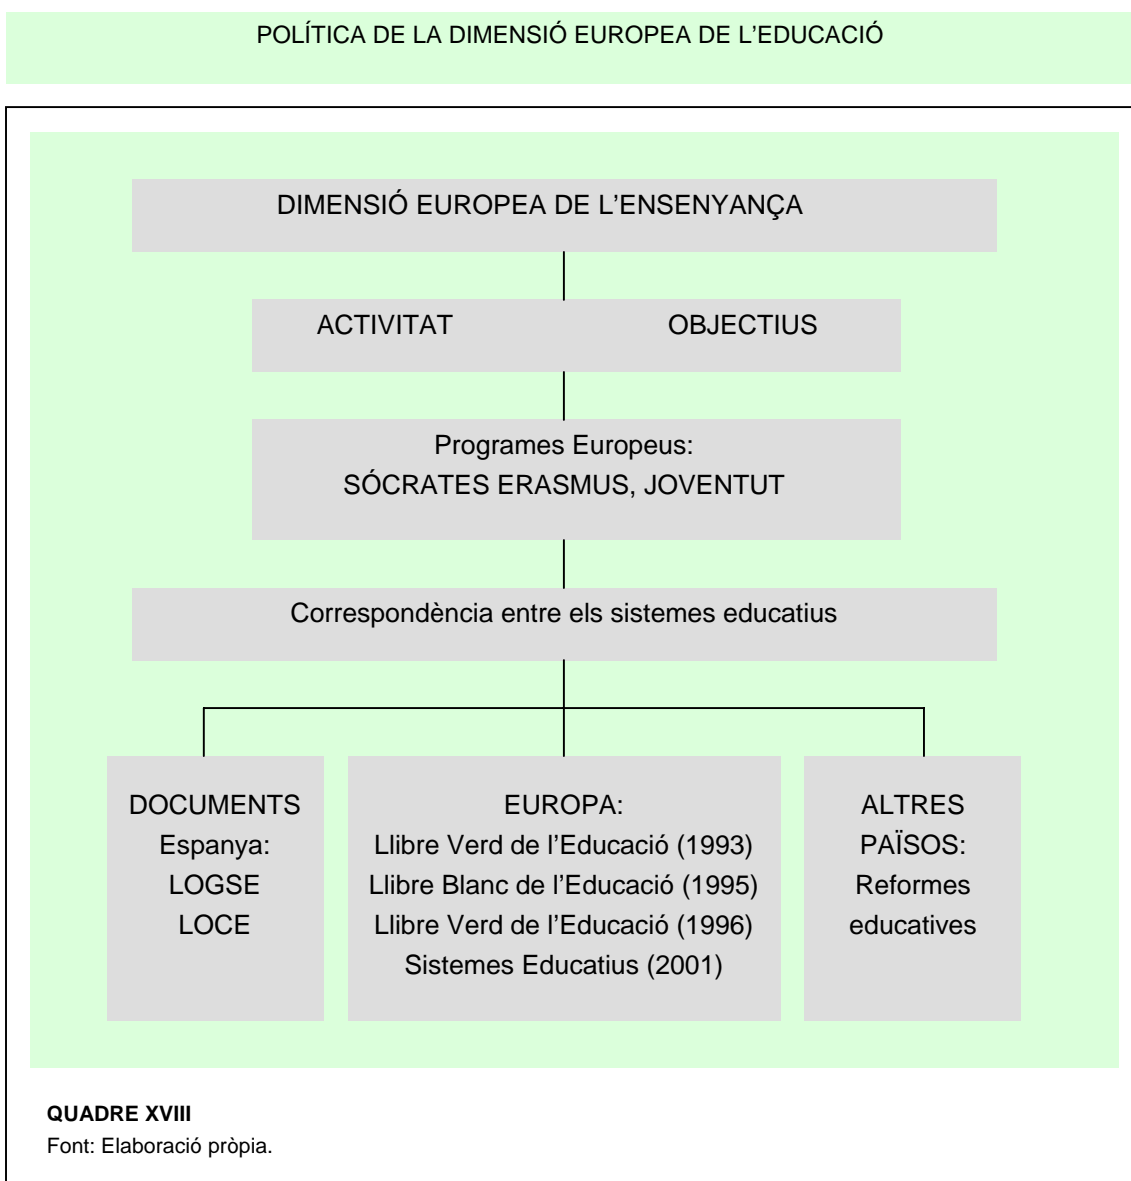 POLÍTICA DE LA DIMENSIÓ EUROPEA DE L’EDUCACIÓ
DIMENSIÓ EUROPEA DE L’ENSENYANÇA
ACTIVITAT OBJECTIUS
Programes Europeus:
SÓCRATES ERASMUS, JOVENTUT
Correspondència entre els sistemes educatius
DOCUMENTS
Espanya:
LOGSE
LOCE
EUROPA:
Llibre Verd de l’Educació (1993)
Llibre Blanc de l’Educació (1995)
Llibre Verd de l’Educació (1996)
Sistemes Educatius (2001)
ALTRES
PAÏSOS:
Reformes
educatives
QUADRE XVIII
Font: Elaboració pròpia.